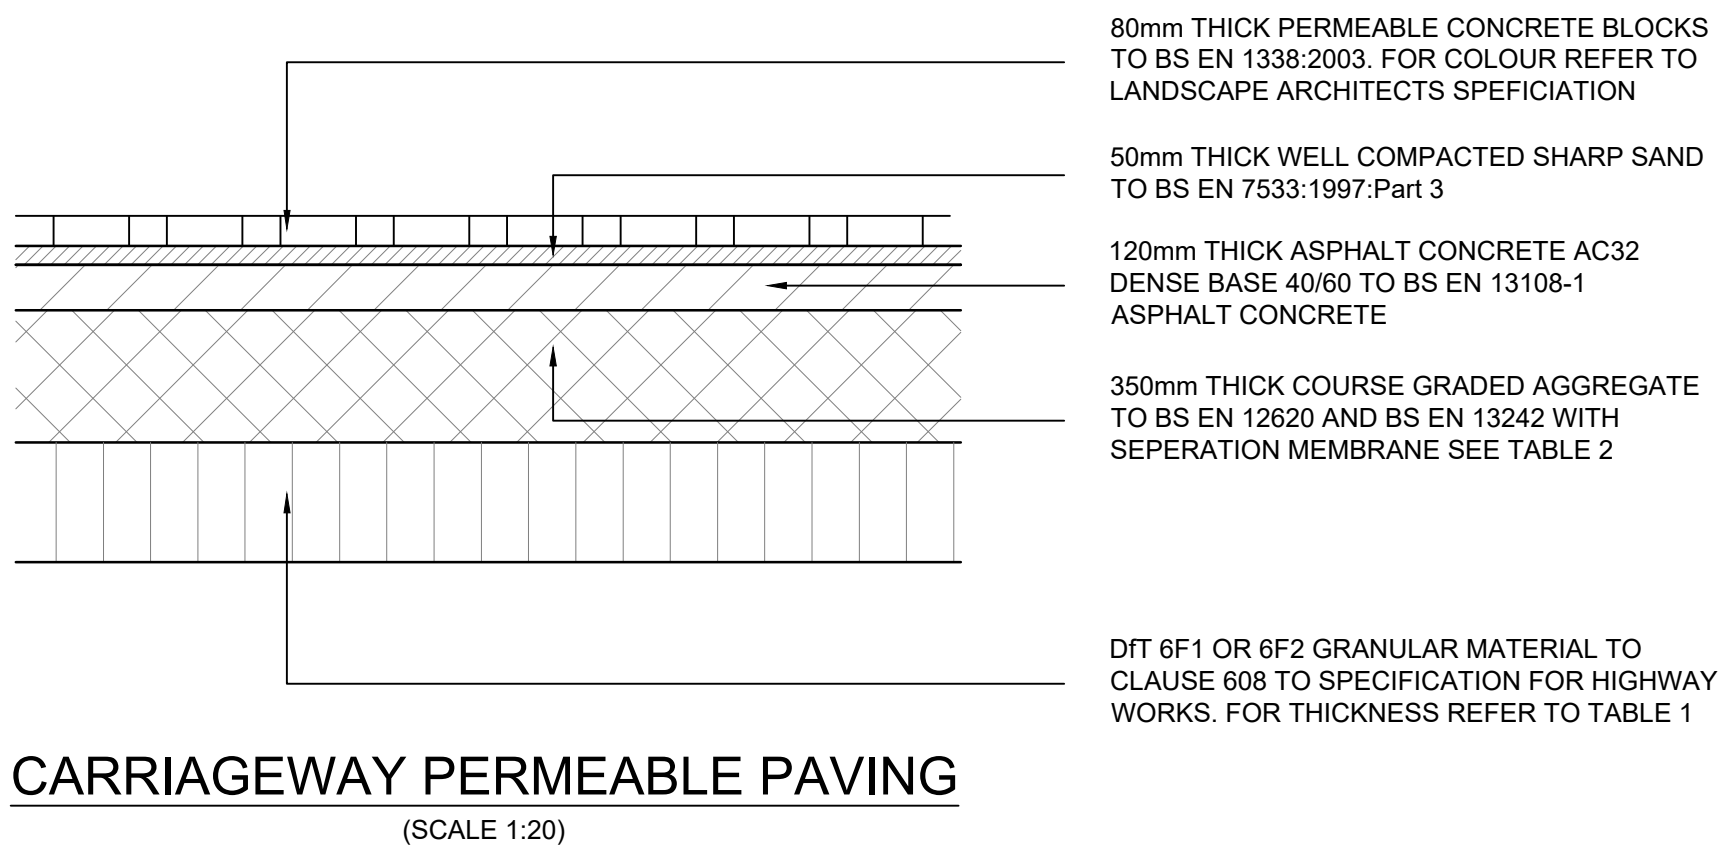 80mm THICK PERMEABLE CONCRETE BLOCKS
TO BS EN 1338:2003. FOR COLOUR REFER TO
LANDSCAPE ARCHITECTS SPEFICIATION
50mm THICK WELL COMPACTED SHARP SAND
TO BS EN 7533:1997:Part 3
120mm THICK ASPHALT CONCRETE AC32
DENSE BASE 40/60 TO BS EN 13108-1
ASPHALT CONCRETE
350mm THICK COURSE GRADED AGGREGATE
TO BS EN 12620 AND BS EN 13242 WITH
SEPERATION MEMBRANE SEE TABLE 2
DfT 6F1 OR 6F2 GRANULAR MATERIAL TO
CLAUSE 608 TO SPECIFICATION FOR HIGHWAY
WORKS. FOR THICKNESS REFER TO TABLE 1
CARRIAGEWAY PERMEABLE PAVING
(SCALE 1:20)